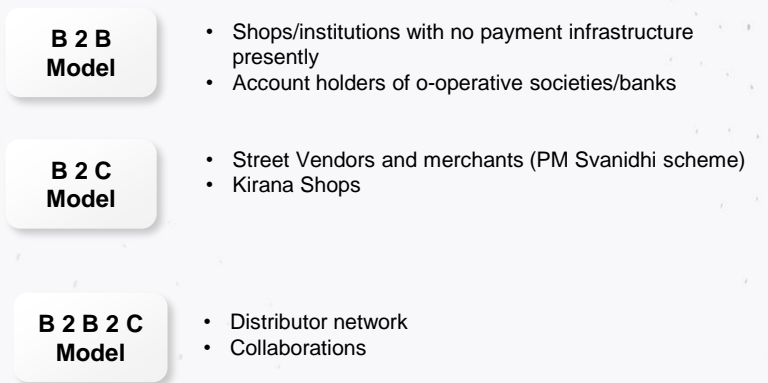 B 2 B
Model
• Shops/institutions with no payment infrastructure
presently
• Account holders of o-operative societies/banks
B 2 C
Model
• Street Vendors and merchants (PM Svanidhi scheme)
• Kirana Shops
B 2 B 2 C
Model
• Distributor network
• Collaborations